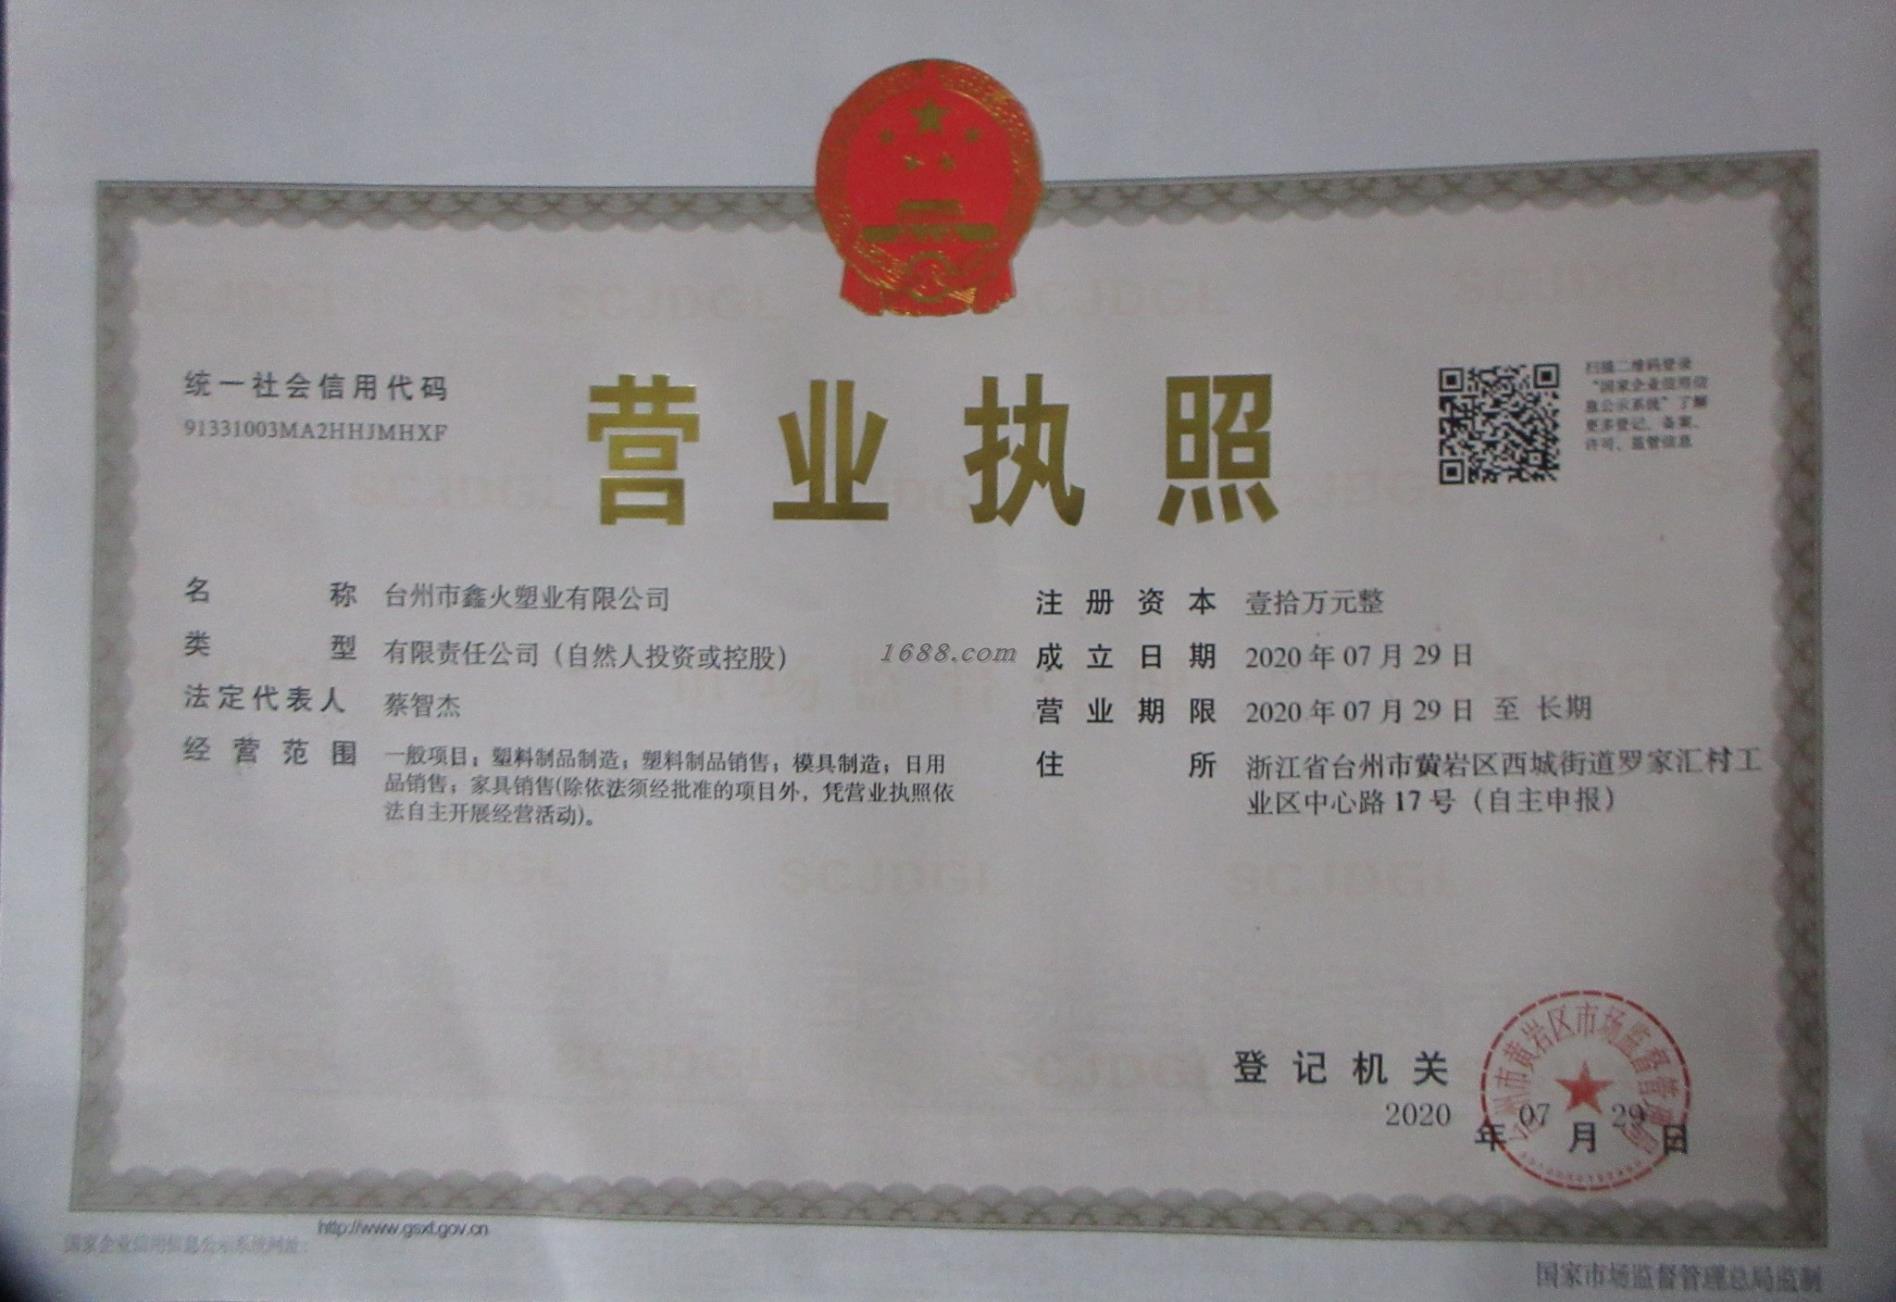 统一社会信用代码
91331003MA2HHJMHXF
营业执照
扫描二维码登录
“国家企业信用信
息公示系统”了解
更多登记、备案、
许可、监管信息
名称 台州市鑫火塑业有限公司
类型 有限责任公司（自然人投资或控股）
法定代表人 蔡智杰
经营范围 一般项目：塑料制品制造；塑料制品销售；模具制造；日用
品销售；家具销售(除依法须经批准的项目外，凭营业执照依
法自主开展经营活动)。
1688.com
注册资本 壹拾万元整
成立日期 2020年07月29日
营业期限 2020年07月29日 至 长期
住所 浙江省台州市黄岩区西城街道罗家汇村工
业区中心路17号（自主申报）
SCJDGL
登记机关
台州市黄岩区市场监督管理局
2020年07月29日
国家企业信用信息公示系统网址：
http://www.gsxt.gov.cn
国家市场监督管理总局监制